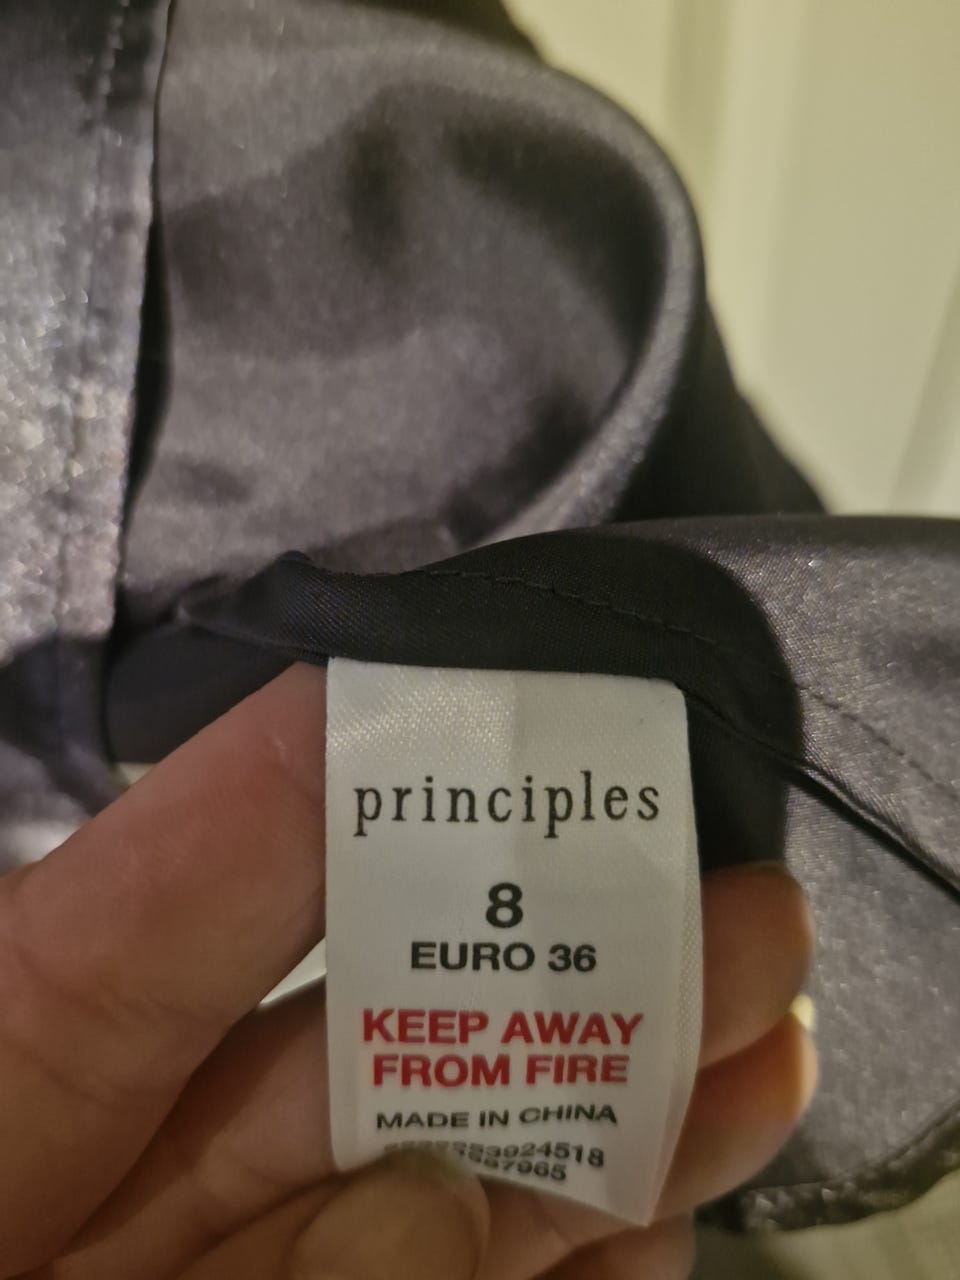 principles
8
EURO 36
KEEP AWAY
FROM FIRE
MADE IN CHINA